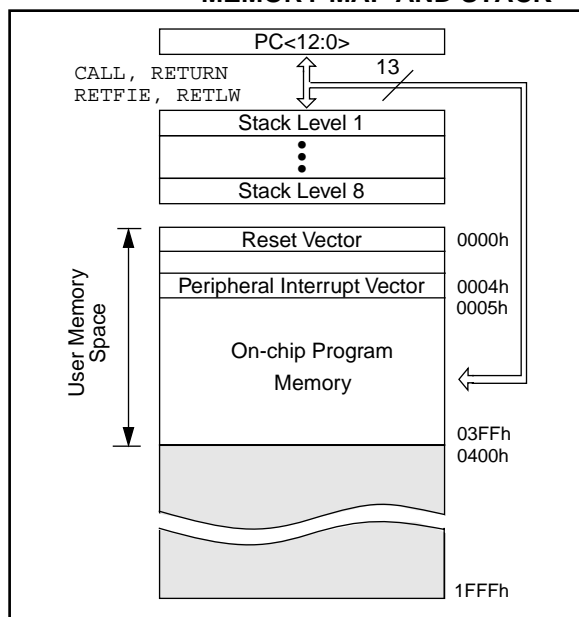 MEMORY MAP AND STACK
PC<12:0>
CALL, RETURN
RETFIE, RETLW
13
Stack Level 1
Stack Level 8
Reset Vector
0000h
Peripheral Interrupt Vector
0004h
0005h
User Memory
Space
On-chip Program
Memory
03FFh
0400h
1FFFh